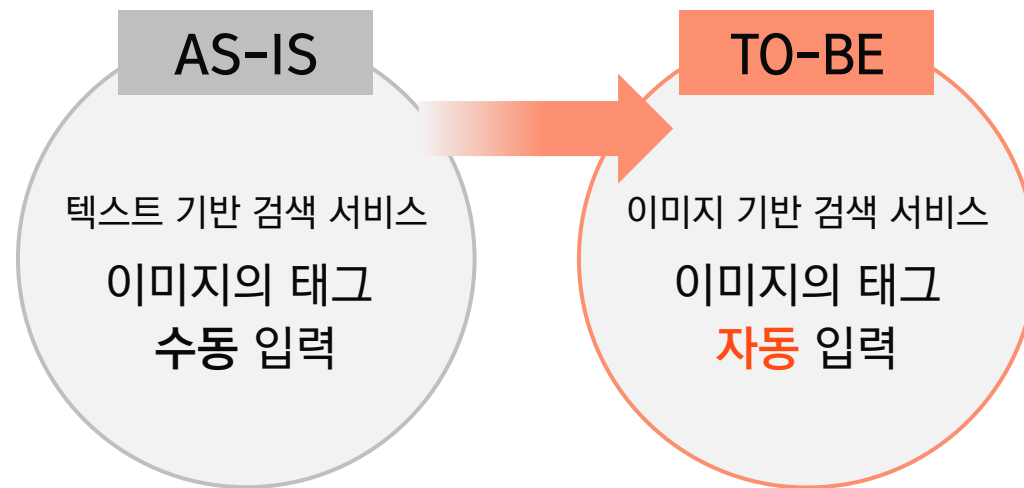 AS-IS
텍스트 기반 검색 서비스
이미지의 태그
수동 입력
TO-BE
이미지 기반 검색 서비스
이미지의 태그
자동 입력